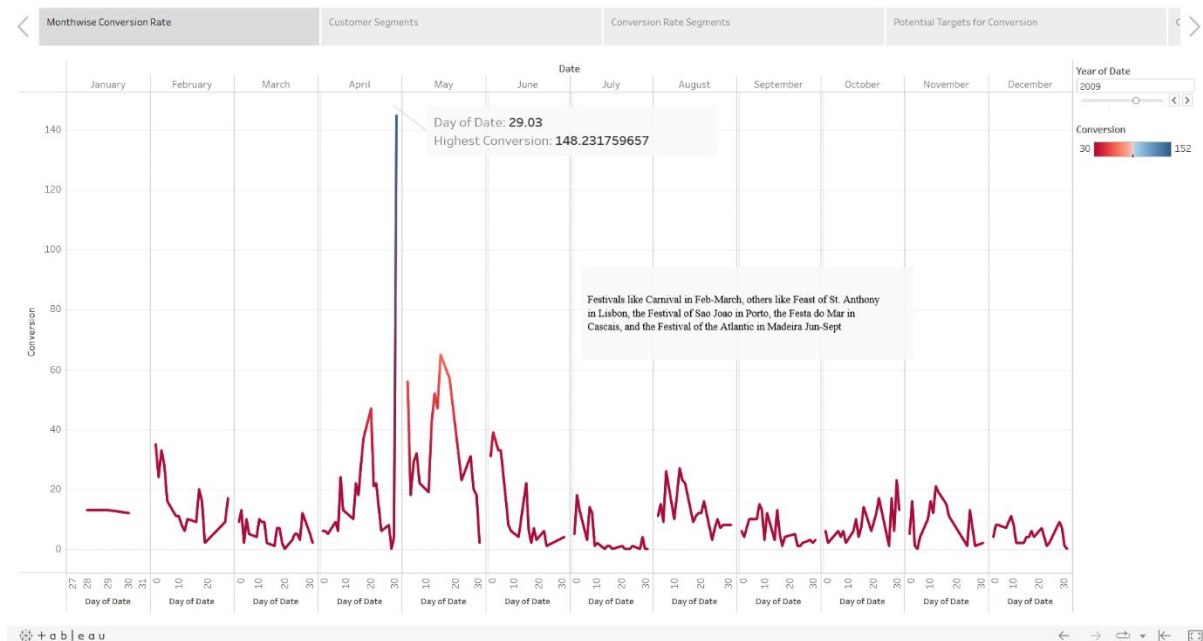 Monthwise Conversion Rate
Customer Segments
Conversion Rate Segments
Potential Targets for Conversion
Date
January February March April May June July August September October November December
Year of Date
2009
Conversion
30 152
Day of Date: 29.03
Highest Conversion: 148.231759657
Festivals like Carnival in Feb-March, others like Feast of St. Anthony
in Lisbon, the Festival of Sao Joao in Porto, the Festa do Mar in
Cascais, and the Festival of the Atlantic in Madeira Jun-Sept
Conversion
140
120
100
80
60
40
20
0
27 28 29 30 31 0 10 20 0 10 20 30 0 10 20 30 0 10 20 30 0 10 20 30 0 10 20 30 0 10 20 30 0 10 20 30 0 10 20 30 0 10 20 30 0 10 20 30
Day of Date Day of Date Day of Date Day of Date Day of Date Day of Date Day of Date Day of Date Day of Date Day of Date Day of Date Day of Date
+ableau